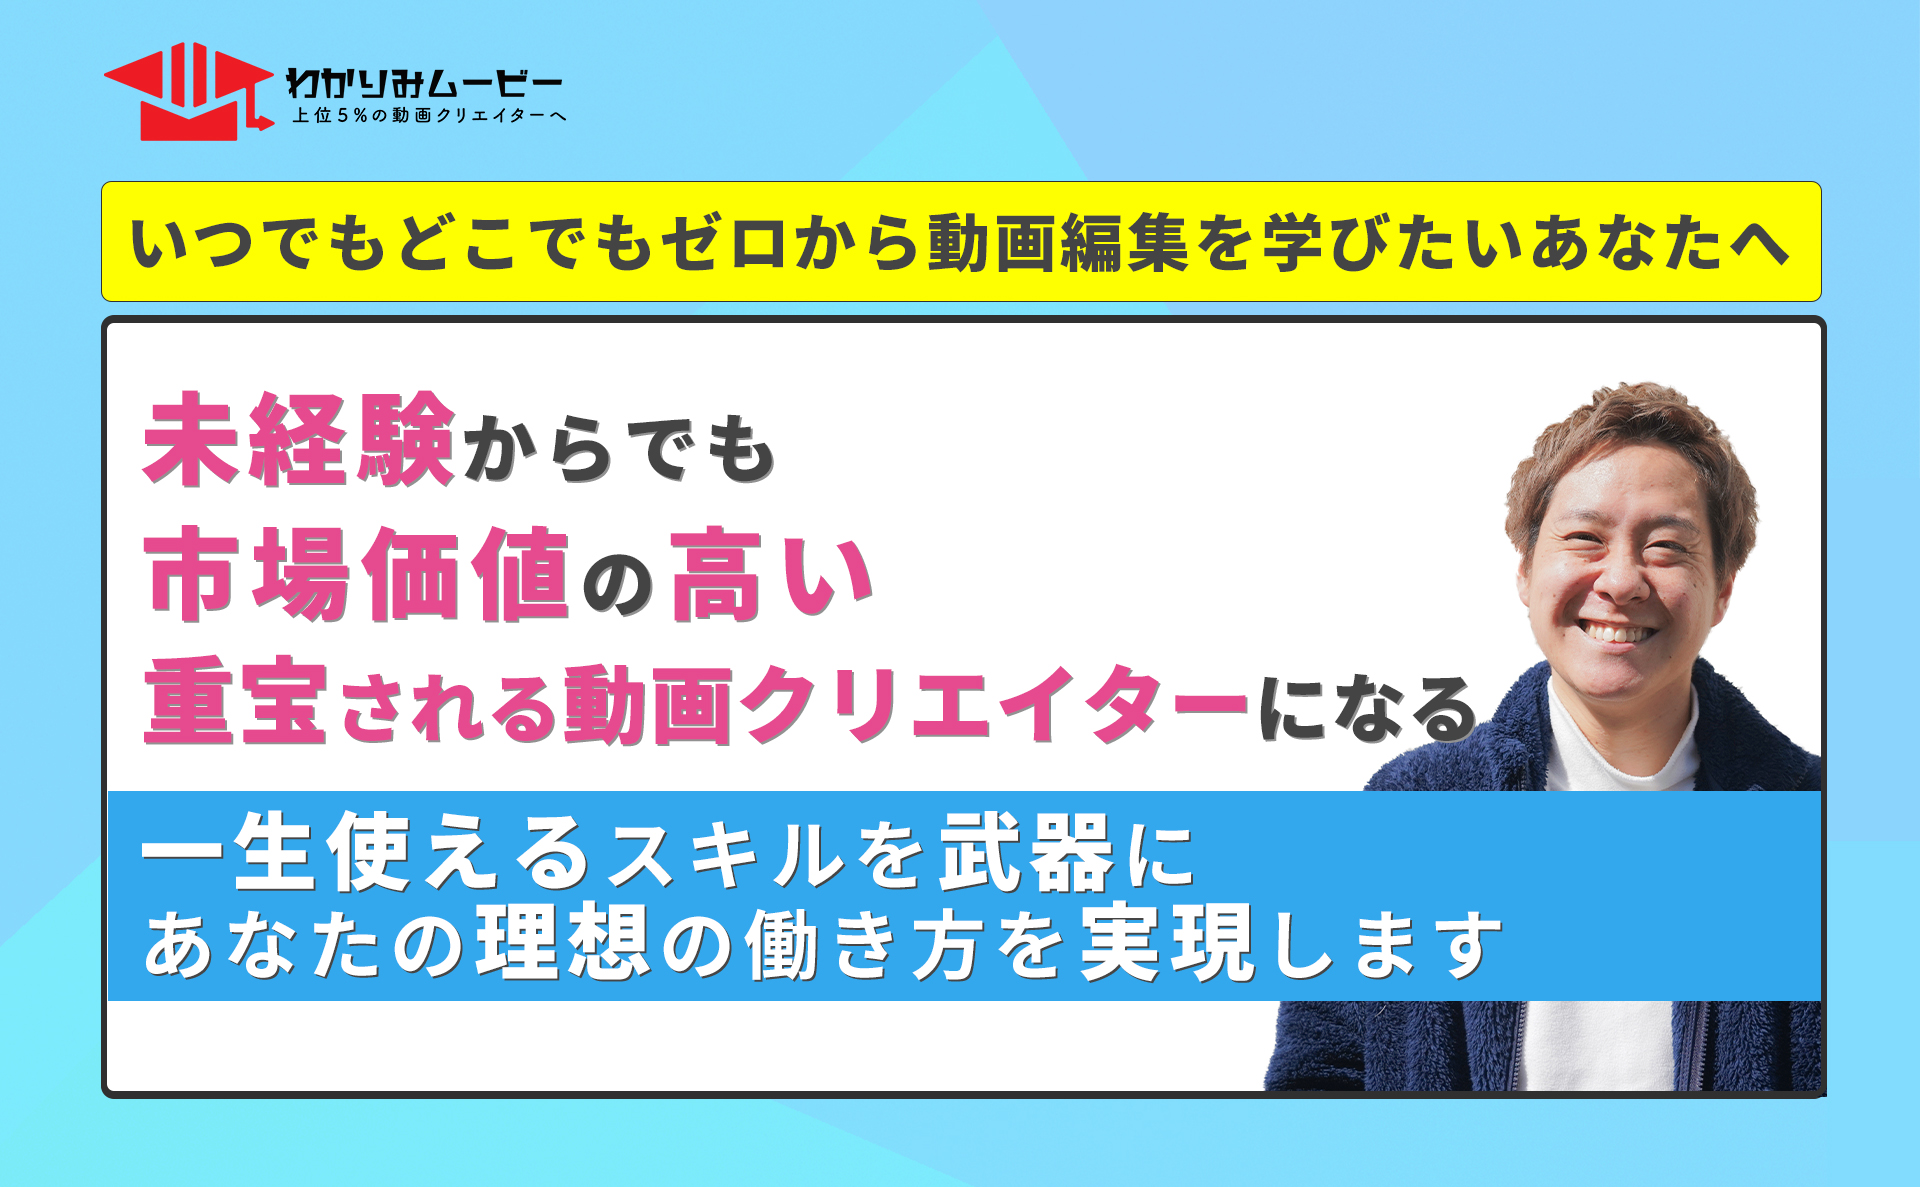 わかりみムービー
上位5%の動画クリエイターへ
いつでもどこでもゼロから動画編集を学びたいあなたへ
未経験からでも
市場価値の高い
重宝される動画クリエイターになる
一生使えるスキルを武器に
あなたの理想の働き方を実現します